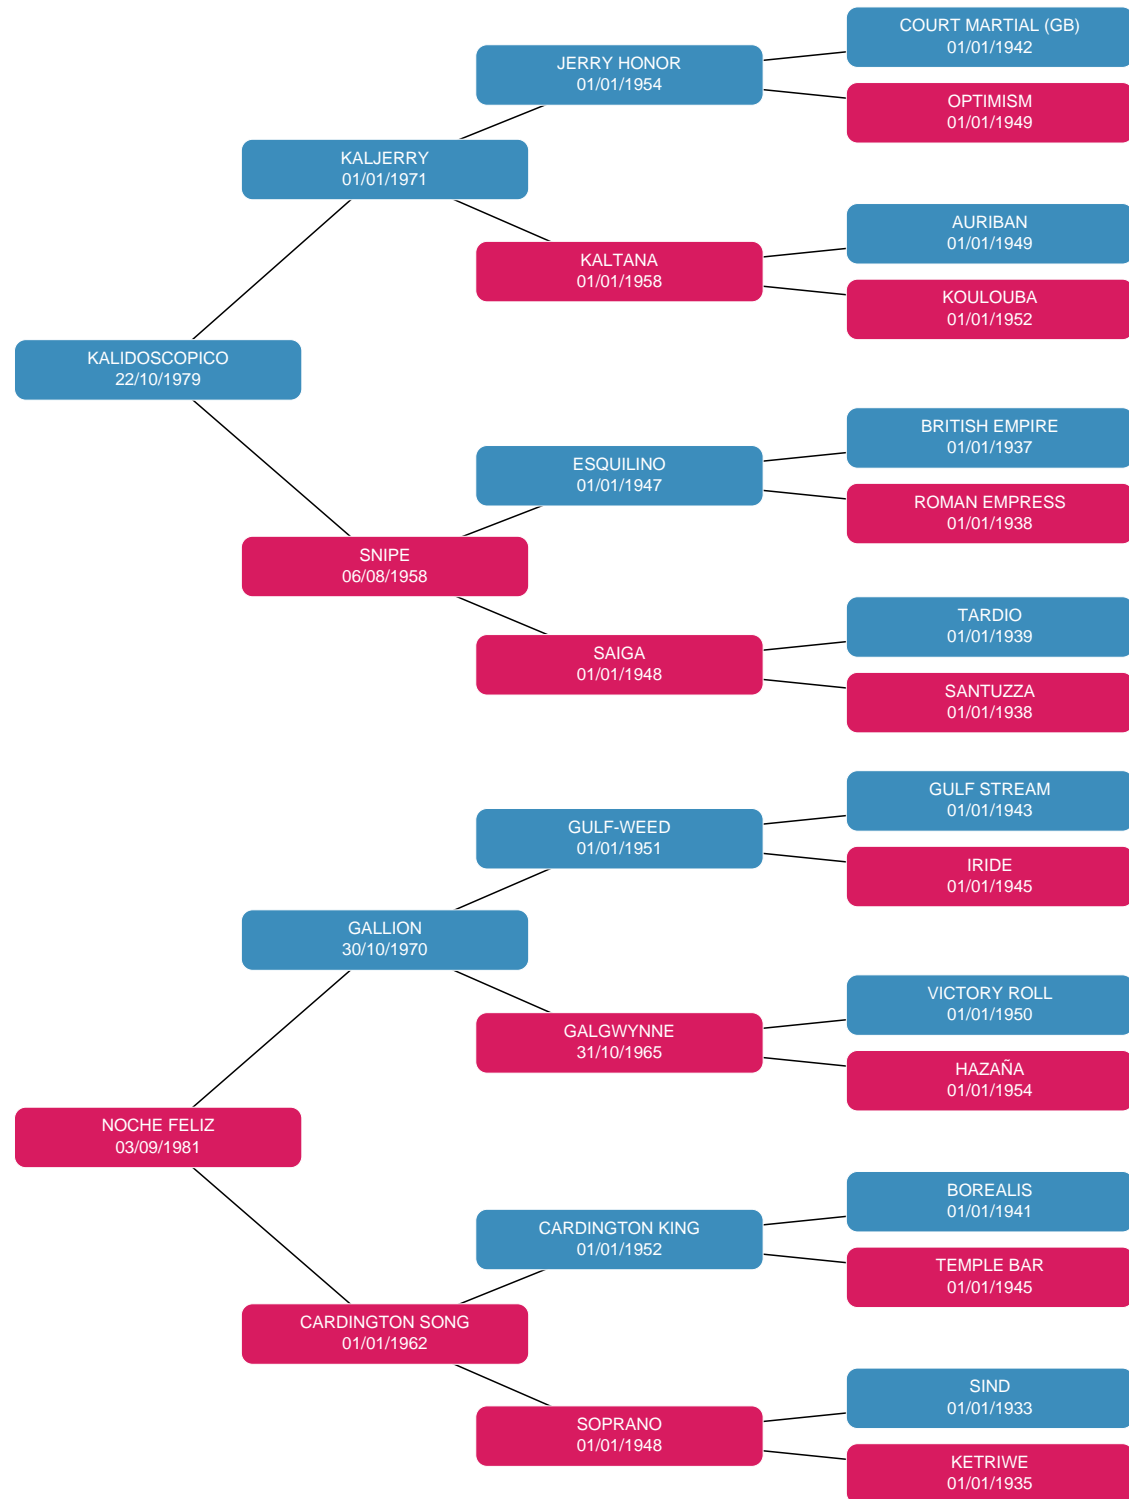 COURT MARTIAL (GB)
01/01/1942
JERRY HONOR
01/01/1954
OPTIMISM
01/01/1949
KALJERRY
01/01/1971
AURIBAN
01/01/1949
KALTANA
01/01/1958
KOULOUBA
01/01/1952
KALIDOSCOPICO
22/10/1979
BRITISH EMPIRE
01/01/1937
ESQUILINO
01/01/1947
ROMAN EMPRESS
01/01/1938
SNIPE
06/08/1958
TARDIO
01/01/1939
SAIGA
01/01/1948
SANTUZZA
01/01/1938
GULF STREAM
01/01/1943
GULF-WEED
01/01/1951
IRIDE
01/01/1945
GALLION
30/10/1970
VICTORY ROLL
01/01/1950
GALGWYNNE
31/10/1965
HAZAÑA
01/01/1954
NOCHE FELIZ
03/09/1981
BOREALIS
01/01/1941
CARDINGTON KING
01/01/1952
TEMPLE BAR
01/01/1945
CARDINGTON SONG
01/01/1962
SIND
01/01/1933
SOPRANO
01/01/1948
KETRIWE
01/01/1935